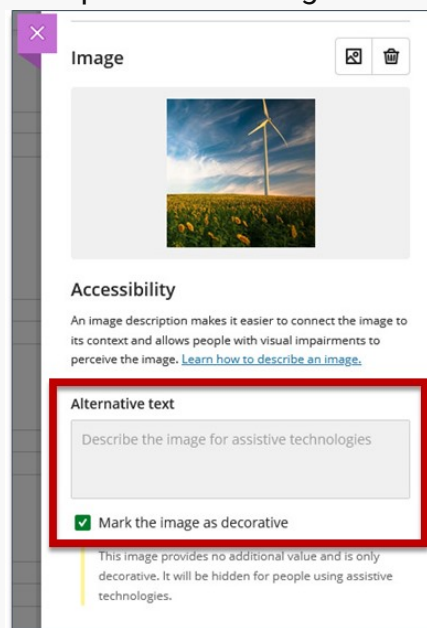 Image
Accessibility
An image description makes it easier to connect the image to
its context and allows people with visual impairments to
perceive the image. Learn how to describe an image.
Alternative text
Describe the image for assistive technologies
Mark the image as decorative
This image provides no additional value and is only
decorative. It will be hidden for people using assistive
technologies.